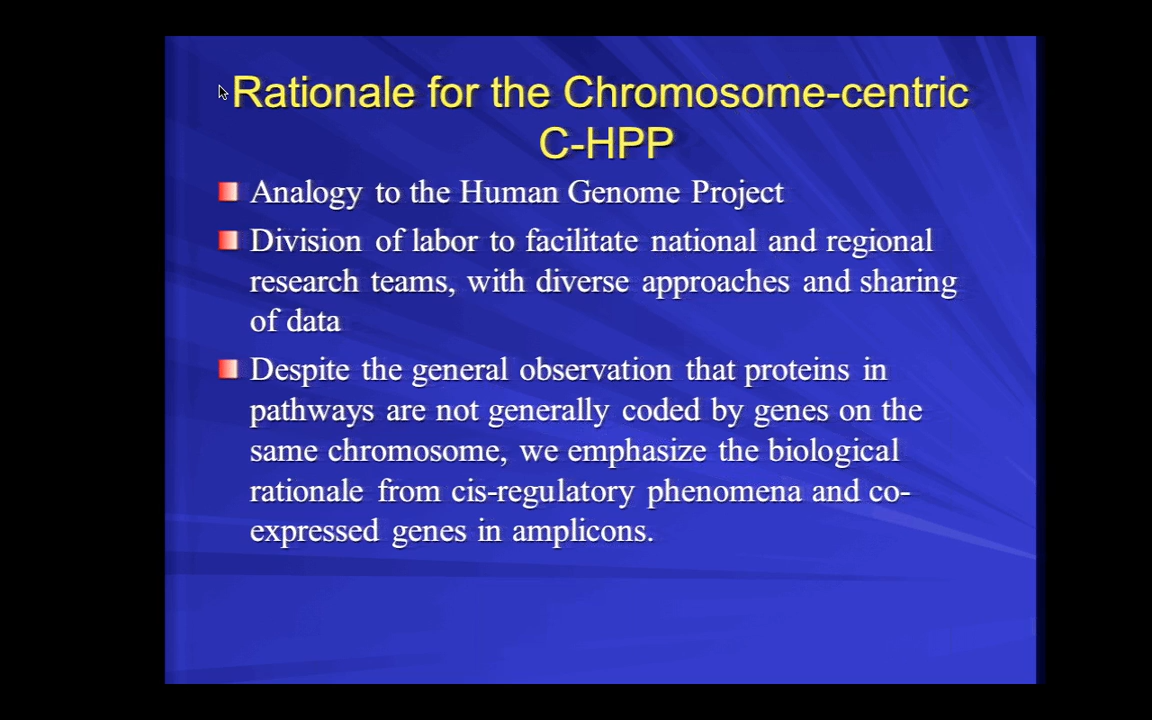 Rationale for the Chromosome-centric
C-HPP
Analogy to the Human Genome Project
Division of labor to facilitate national and regional
research teams, with diverse approaches and sharing
of data
Despite the general observation that proteins in
pathways are not generally coded by genes on the
same chromosome, we emphasize the biological
rationale from cis-regulatory phenomena and co-
expressed genes in amplicons.